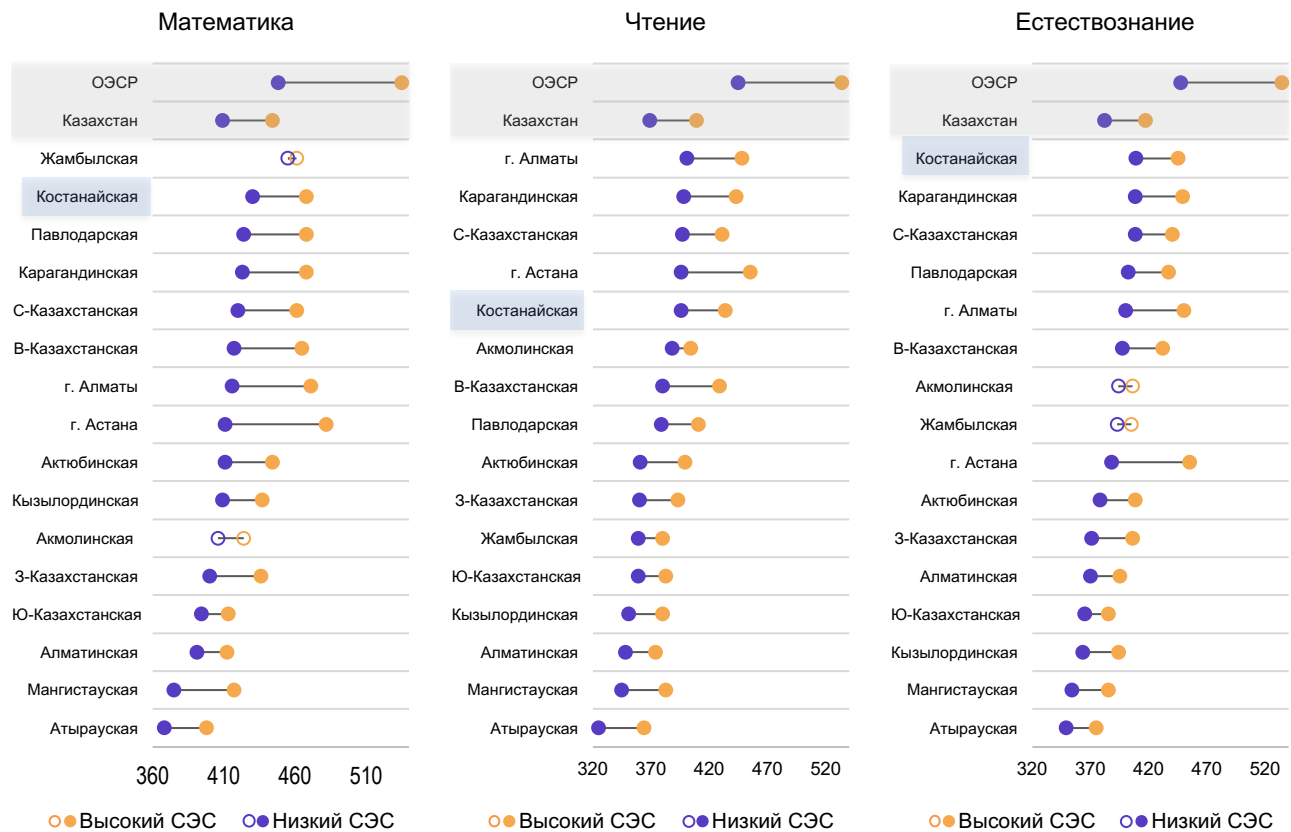 Математика
ОЭСР
Казахстан
Жамбылская
Костанайская
Павлодарская
Карагандинская
С-Казахстанская
В-Казахстанская
г. Алматы
г. Астана
Актюбинская
Кызылординская
Акмолинская
З-Казахстанская
Ю-Казахстанская
Алматинская
Мангистауская
Атырауская
360 410 460 510
Высокий СЭС Низкий СЭС
Чтение
ОЭСР
Казахстан
г. Алматы
Карагандинская
С-Казахстанская
г. Астана
Костанайская
Акмолинская
В-Казахстанская
Павлодарская
Актюбинская
З-Казахстанская
Жамбылская
Ю-Казахстанская
Кызылординская
Алматинская
Мангистауская
Атырауская
320 370 420 470 520
Высокий СЭС Низкий СЭС
Естествознание
ОЭСР
Казахстан
Костанайская
Карагандинская
С-Казахстанская
Павлодарская
г. Алматы
В-Казахстанская
Акмолинская
Жамбылская
г. Астана
Актюбинская
З-Казахстанская
Алматинская
Ю-Казахстанская
Кызылординская
Мангистауская
Атырауская
320 370 420 470 520
Высокий СЭС Низкий СЭС